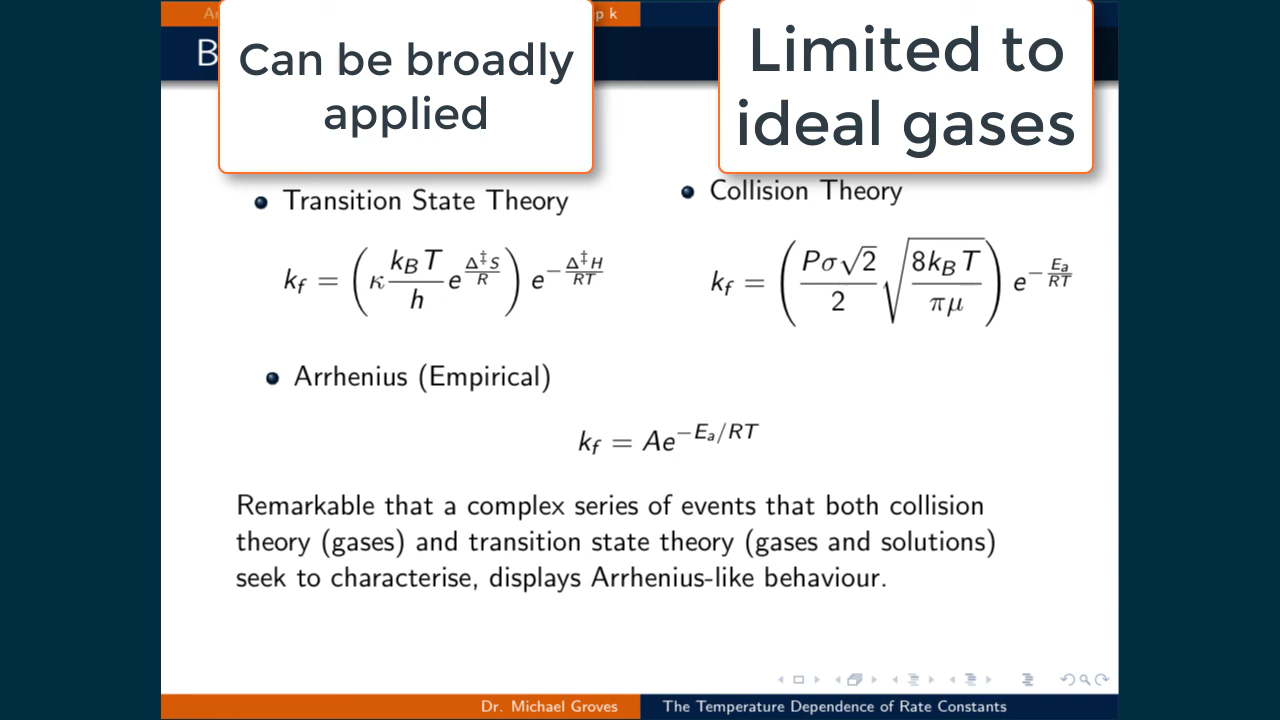 Can be broadly
applied
Limited to
ideal gases
p k
B
Transition State Theory
k_f = (κ k_B T / h e^{Δ‡S / R}) e^{−Δ‡H / RT}
Collision Theory
k_f = (Pσ√2 / 2 √(8k_B T / πμ)) e^{−E_a / RT}
Arrhenius (Empirical)
k_f = Ae^{−E_a/RT}
Remarkable that a complex series of events that both collision
theory (gases) and transition state theory (gases and solutions)
seek to characterise, displays Arrhenius-like behaviour.
Dr. Michael Groves
The Temperature Dependence of Rate Constants